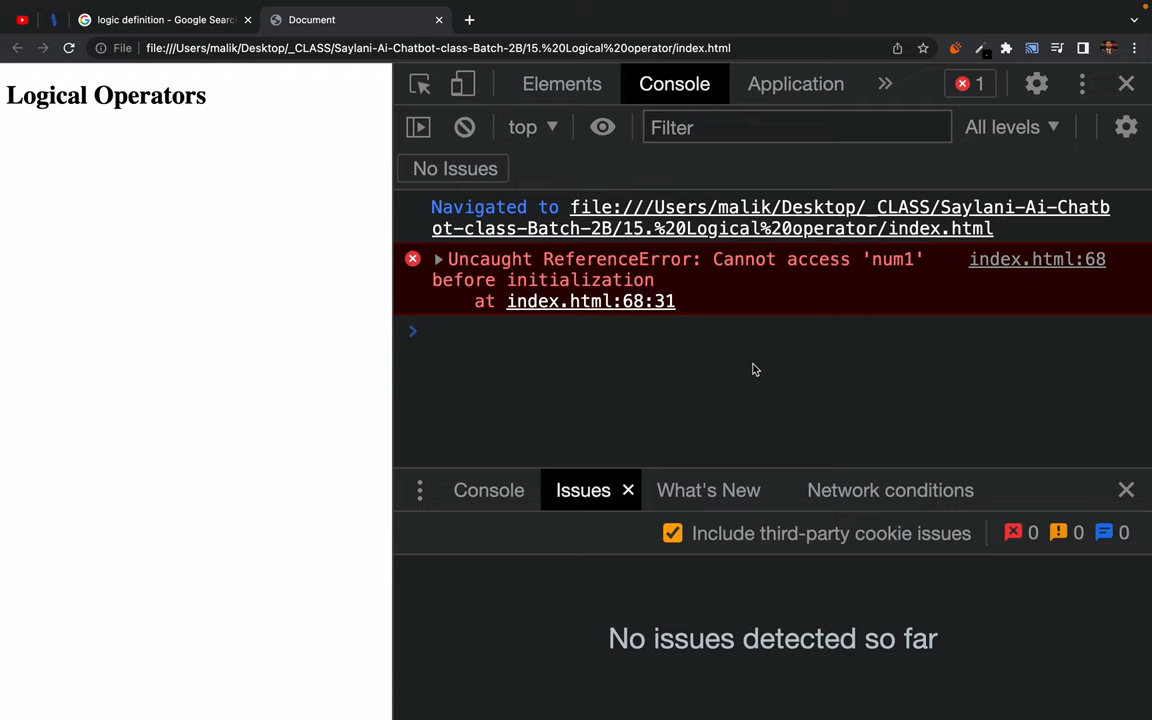 logic definition - Google Searc
Document
File
file:///Users/malik/Desktop/_CLASS/Saylani-Ai-Chatbot-class-Batch-2B/15.%20Logical%20operator/index.html
Logical Operators
Elements
Console
Application
1
top
Filter
All levels
No Issues
Navigated to file:///Users/malik/Desktop/_CLASS/Saylani-Ai-Chatb
ot-class-Batch-2B/15.%20Logical%20operator/index.html
Uncaught ReferenceError: Cannot access 'num1' index.html:68
before initialization
at index.html:68:31
Console
Issues
What's New
Network conditions
Include third-party cookie issues
0
0
0
No issues detected so far